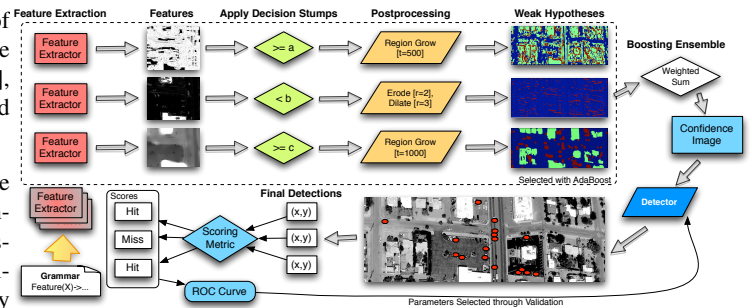 Feature Extraction
Features
Apply Decision Stumps
Postprocessing
Weak Hypotheses
Feature
Extractor
>= a
Region Grow
[t=500]
Feature
Extractor
< b
Erode [r=2],
Dilate [r=3]
Feature
Extractor
>= c
Region Grow
[t=1000]
Selected with AdaBoost
Boosting Ensemble
Weighted
Sum
Confidence
Image
Detector
Feature
Extractor
Grammar
Feature(X)->...
Scores
Hit
Miss
Hit
Scoring
Metric
ROC Curve
Final Detections
(x,y)
(x,y)
(x,y)
Parameters Selected through Validation